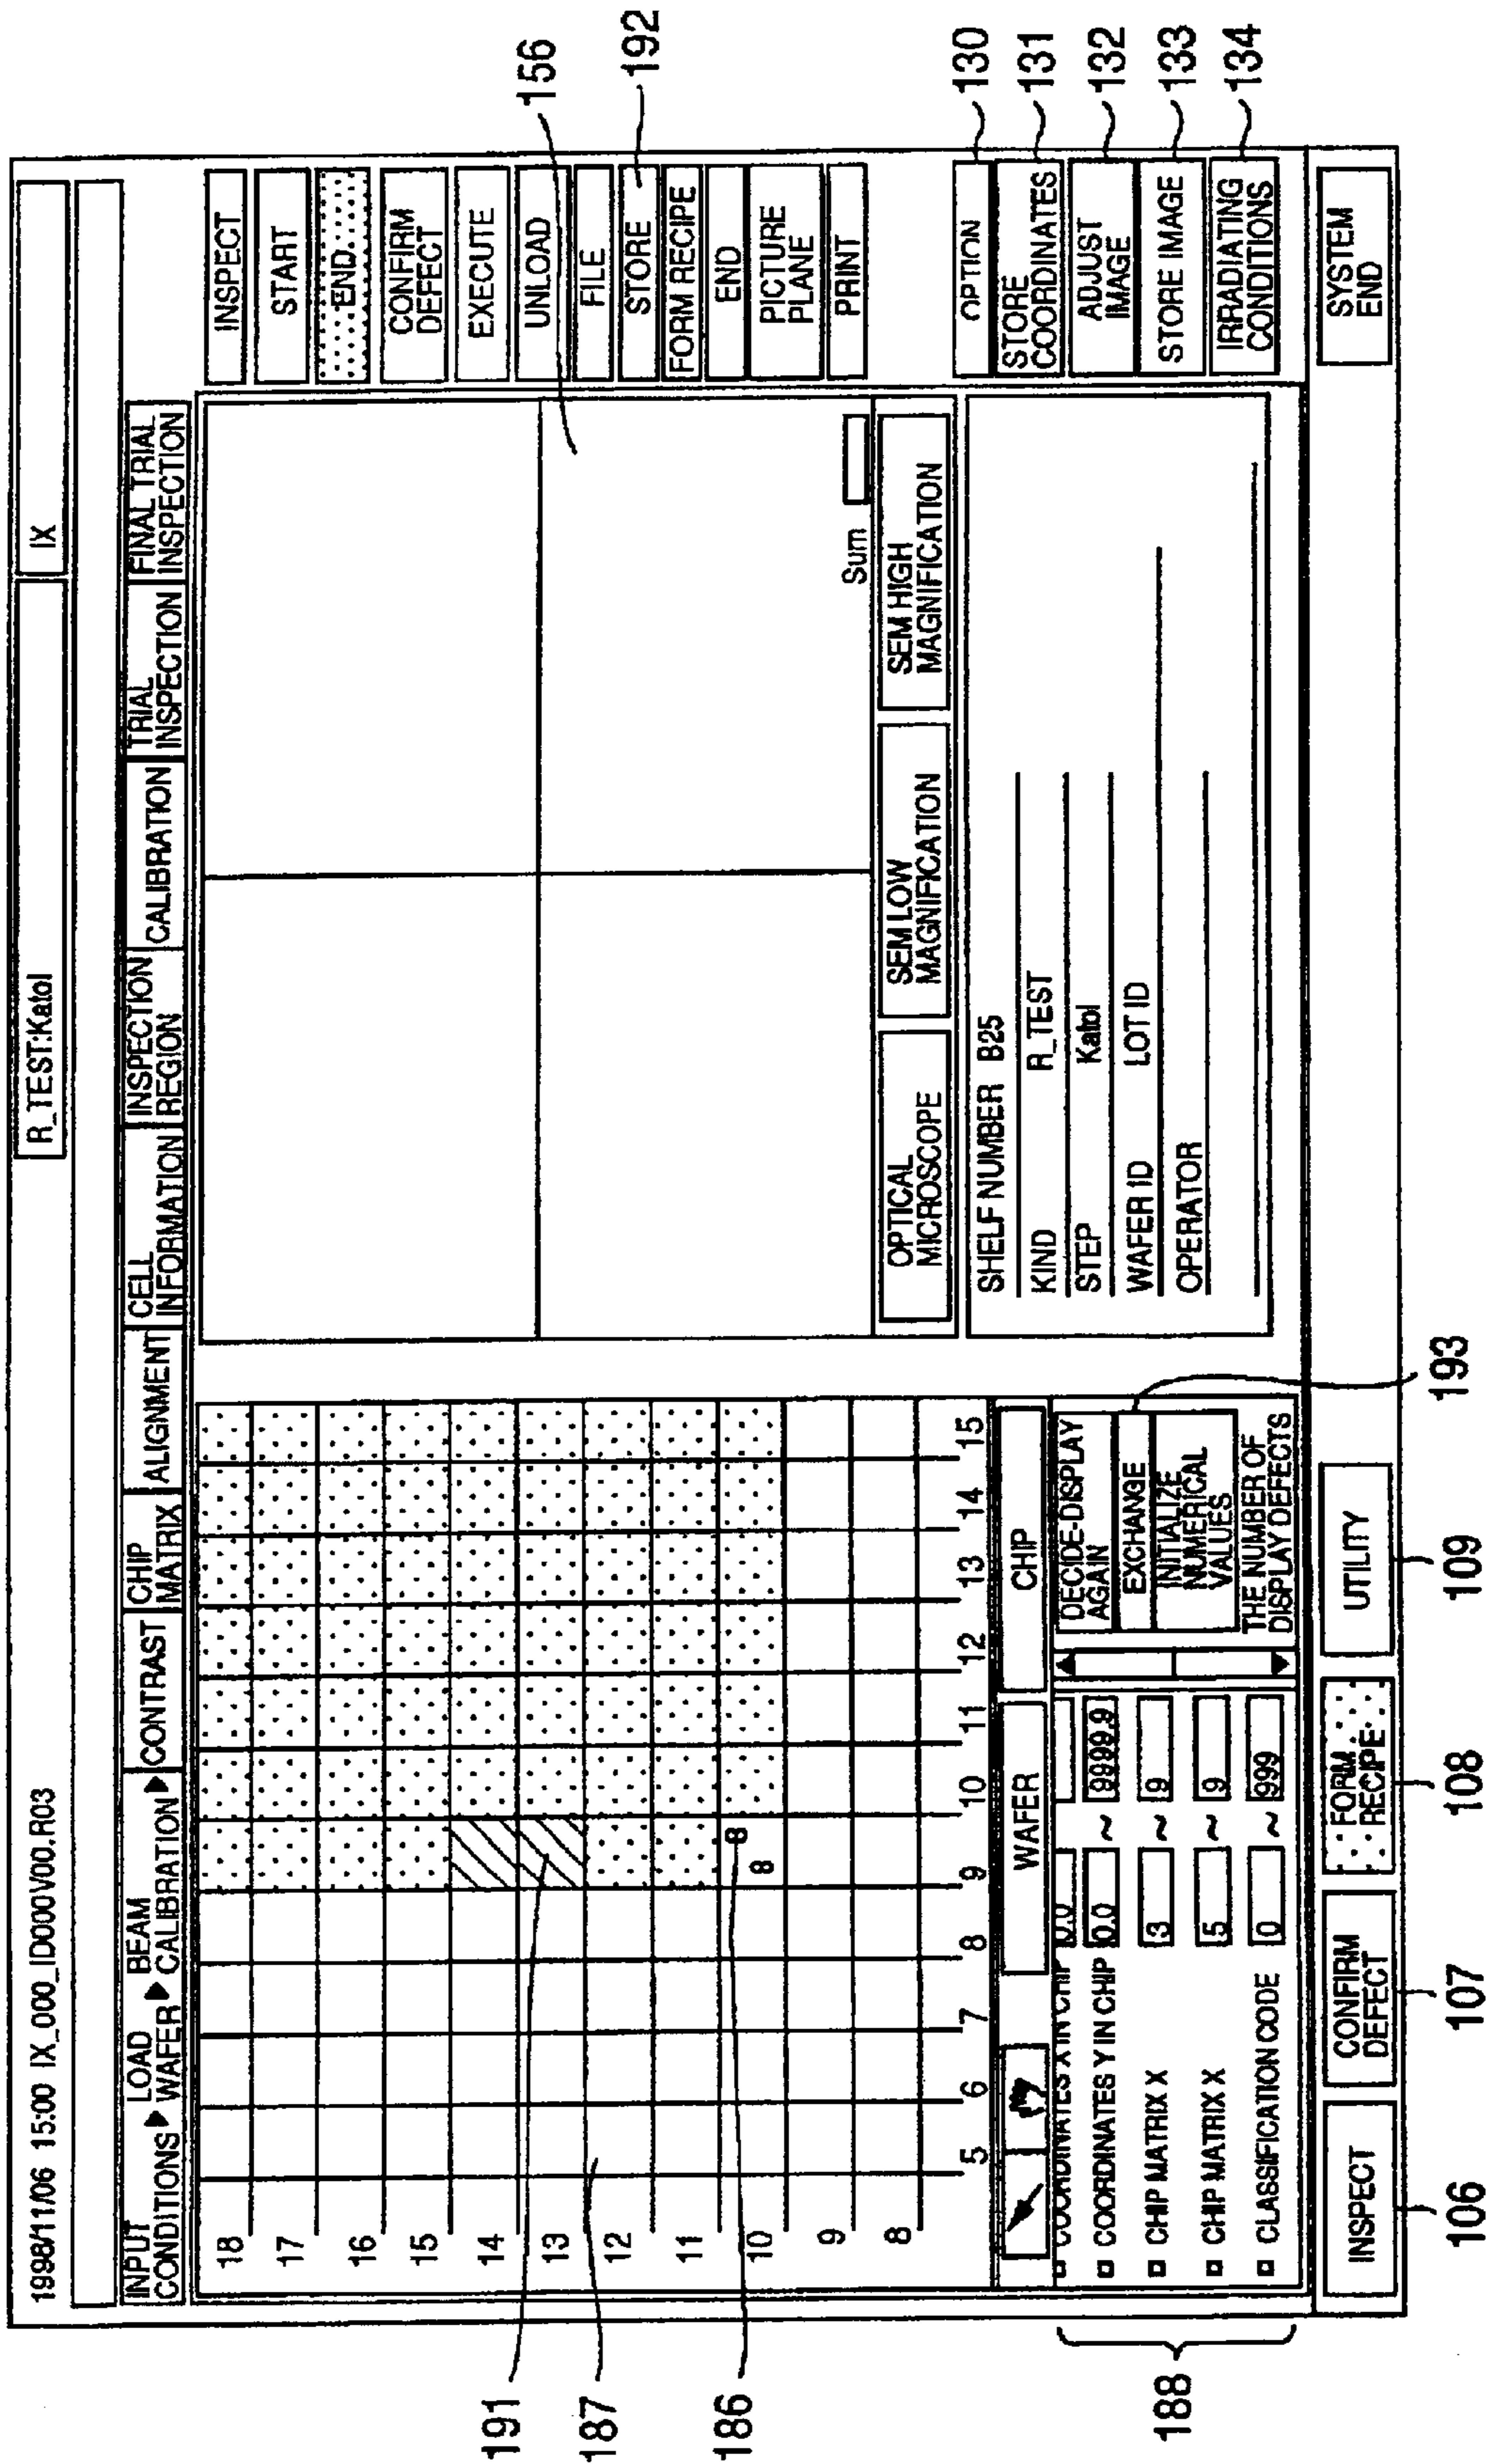 1998/11/06 15:00 IX_000_ID000V00.R03
R_TEST:Katol
IX
INPUT
CONDITIONS
LOAD
WAFER
BEAM
CALIBRATION
CONTRAST
CHIP
MATRIX
ALIGNMENT
CELL
INFORMATION
INSPECTION
REGION
CALIBRATION
TRIAL
INSPECTION
FINAL TRIAL
INSPECTION
18
17
16
15
14
13
12
11
10
9
8
8
8
5 6 7 8 9 10 11 12 13 14 15
WAFER
CHIP
COORDINATES X IN CHIP 0.0
COORDINATES Y IN CHIP 0.0 ~ 9999.9
CHIP MATRIX X 3 ~ 9
CHIP MATRIX X 5 ~ 9
CLASSIFICATION CODE 0 ~ 999
DECIDE-DISPLAY
AGAIN
EXCHANGE
INITIALIZE
NUMERICAL
VALUES
THE NUMBER OF
DISPLAY DEFECTS
Sum
OPTICAL
MICROSCOPE
SEM LOW
MAGNIFICATION
SEM HIGH
MAGNIFICATION
SHELF NUMBER B25
KIND R_TEST
STEP Katol
WAFER ID LOT ID
OPERATOR
INSPECT
START
END
CONFIRM
DEFECT
EXECUTE
UNLOAD
FILE
STORE
FORM RECIPE
END
PICTURE
PLANE
PRINT
OPTION
STORE
COORDINATES
ADJUST
IMAGE
STORE IMAGE
IRRADIATING
CONDITIONS
INSPECT
CONFIRM
DEFECT
FORM
RECIPE
UTILITY
SYSTEM
END
156
192
130
131
132
133
134
191
187
186
188
106
107
108
109
193